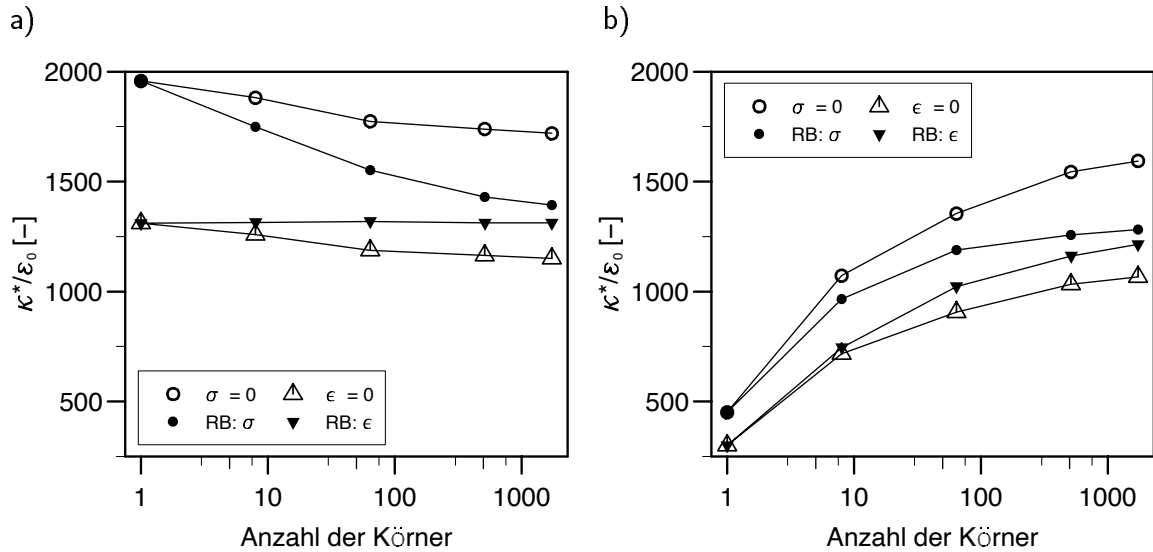 a)
2000
1500
1000
500
κ*/ε₀ [−]
σ = 0
ϵ = 0
RB: σ
RB: ϵ
1
10
100
1000
Anzahl der Körner
b)
2000
1500
1000
500
κ*/ε₀ [−]
σ = 0
ϵ = 0
RB: σ
RB: ϵ
1
10
100
1000
Anzahl der Körner